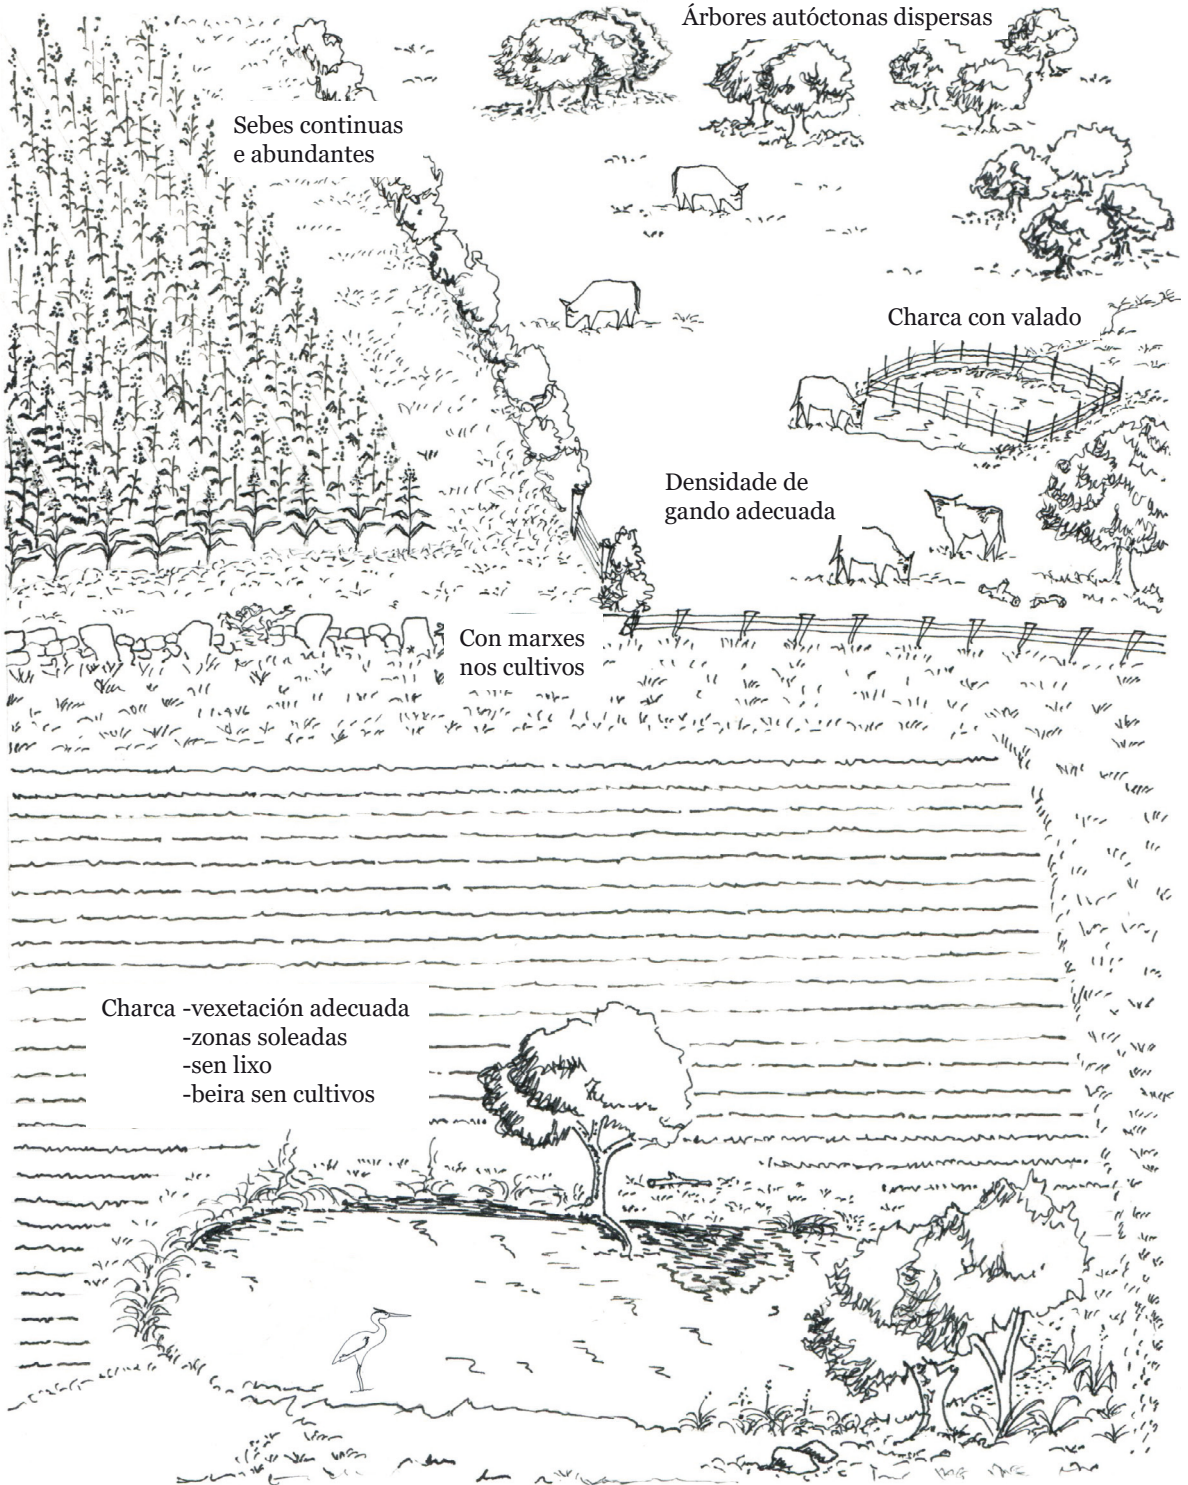 Árbores autóctonas dispersas
Sebes continuas
e abundantes
Charca con valado
Densidade de
gando adecuada
Con marxes
nos cultivos
Charca -vexetación adecuada
-zonas soleadas
-sen lixo
-beira sen cultivos